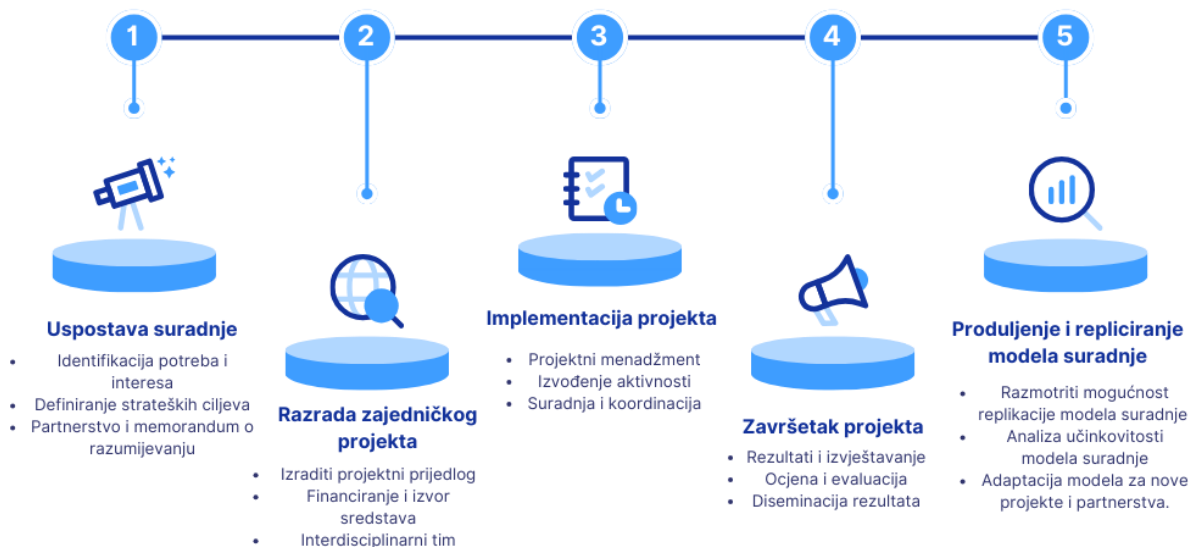 1
2
3
4
5
Uspostava suradnje
• Identifikacija potreba i
interesa
• Definiranje strateških ciljeva
• Partnerstvo i memorandum o
razumijevanju
Razrada zajedničkog
projekta
• Izraditi projektni prijedlog
• Financiranje i izvor
sredstava
• Interdisciplinarni tim
Implementacija projekta
• Projektni menadžment
• Izvođenje aktivnosti
• Suradnja i koordinacija
Završetak projekta
• Rezultati i izvještavanje
• Ocjena i evaluacija
• Diseminacija rezultata
Produljenje i repliciranje
modela suradnje
• Razmotriti mogućnost
replikacije modela suradnje
• Analiza učinkovitosti
modela suradnje
• Adaptacija modela za nove
projekte i partnerstva.